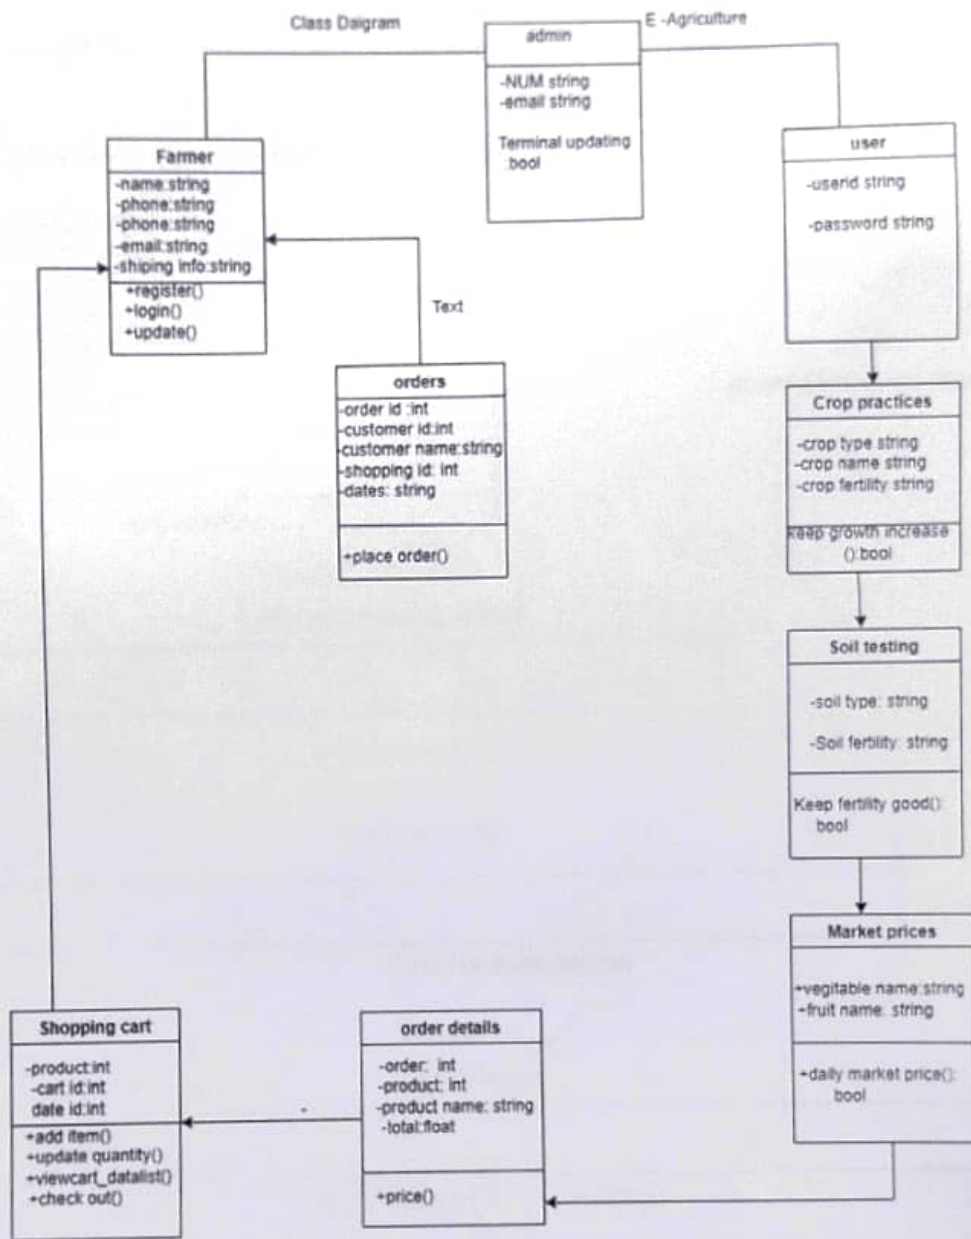 Class Daigram
E -Agriculture
admin
-NUM string
-email string
Terminal updating
:bool
Farmer
-name:string
-phone:string
-phone:string
-email:string
-shiping info:string
+register()
+login()
+update()
user
-userid string
-password string
Text
orders
-order id :int
-customer id:int
-customer name:string
-shopping id: int
-dates: string
+place order()
Crop practices
-crop type string
-crop name string
-crop fertility string
keep growth increase
():bool
Soil testing
-soil type: string
-Soil fertility: string
Keep fertility good():
bool
Market prices
+vegitable name:string
+fruit name: string
+daily market price():
bool
Shopping cart
-product:int
-cart id:int
date id:int
+add item()
+update quantity()
+viewcart_datalist()
+check out()
order details
-order: int
-product: int
-product name: string
-total:float
+price()